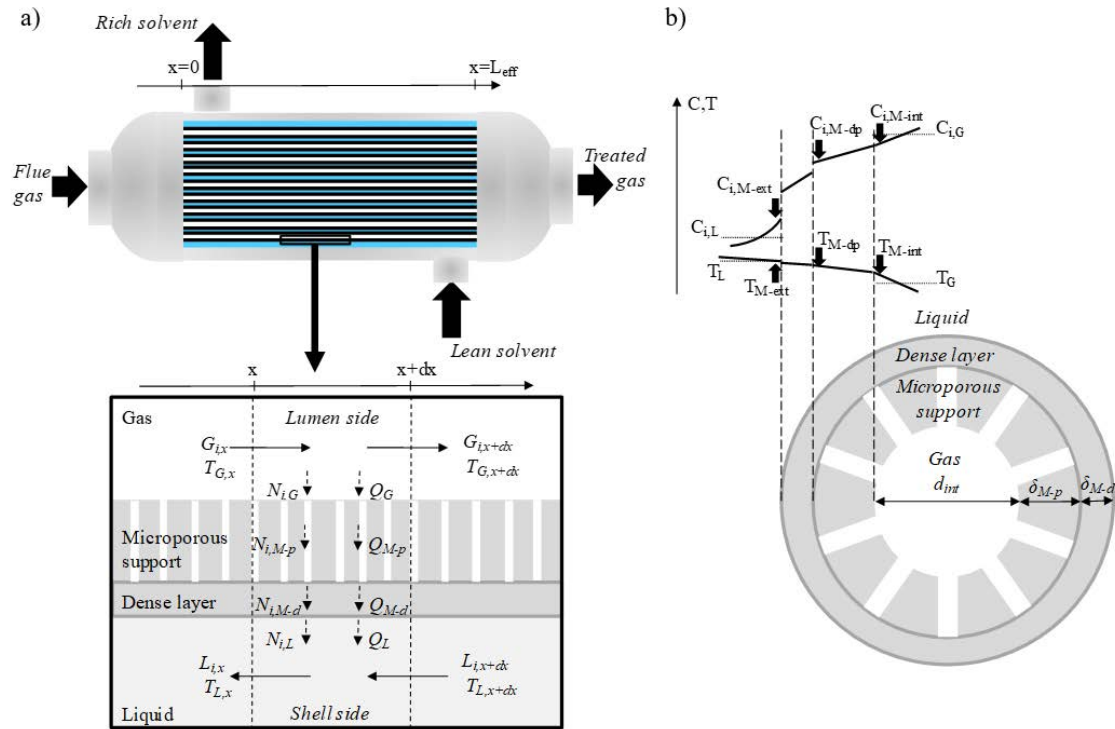 a)
Rich solvent
x=0
x=L_eff
Flue
gas
Treated
gas
Lean solvent
x
x+dx
Gas
Lumen side
G_i,x
T_G,x
G_i,x+dx
T_G,x+dx
N_i,G
Q_G
Microporous
support
N_i,M-p
Q_M-p
Dense layer
N_i,M-d
Q_M-d
N_i,L
Q_L
L_i,x
T_L,x
L_i,x+dx
T_L,x+dx
Liquid
Shell side
b)
C,T
C_i,M-dp
C_i,M-int
C_i,G
C_i,M-ext
C_i,L
T_M-dp
T_M-int
T_L
T_G
T_M-ext
Liquid
Dense layer
Microporous
support
Gas
d_int
δ_M-p
δ_M-d